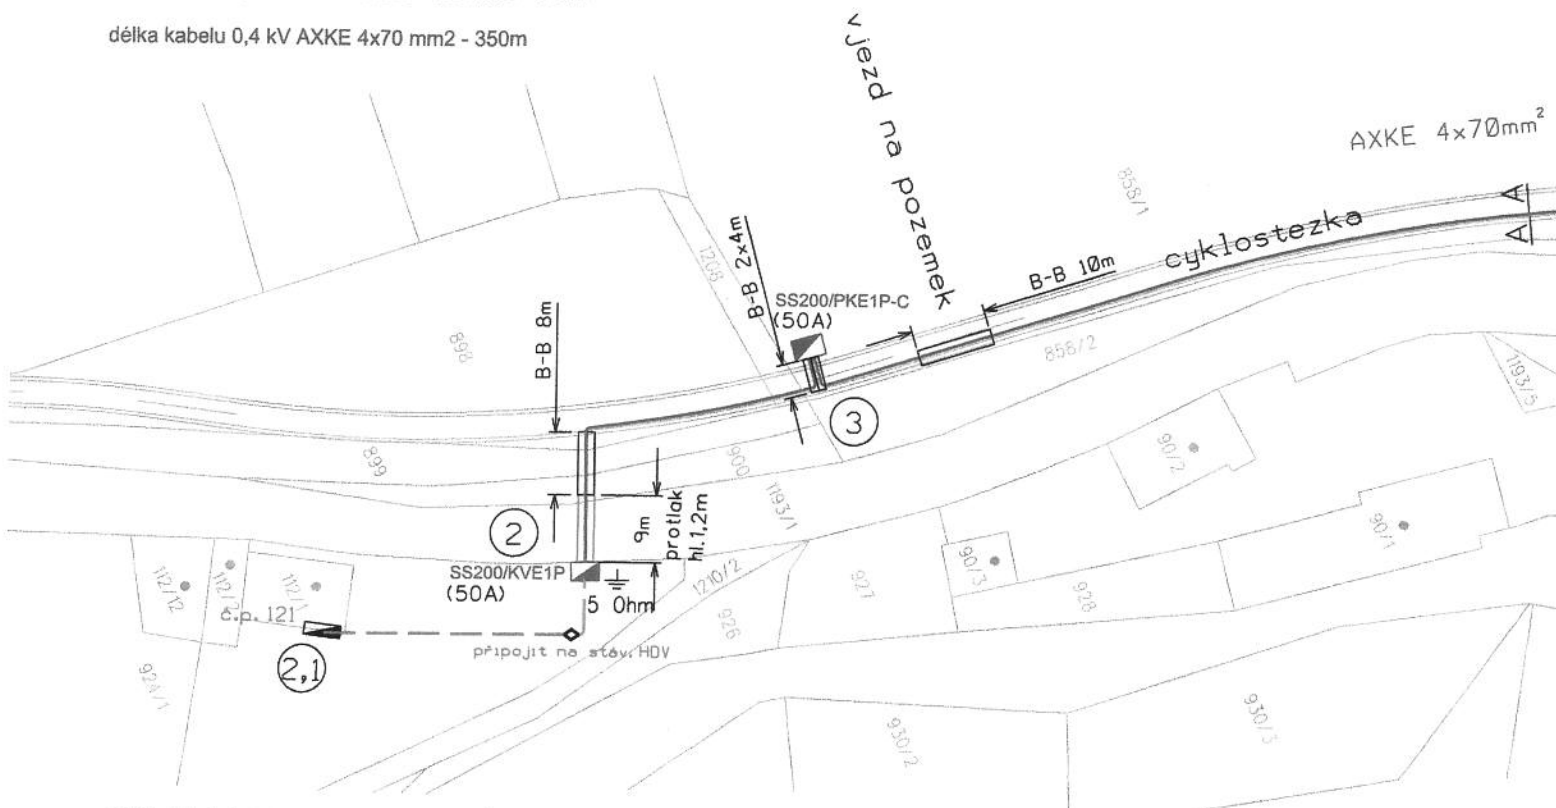 délka kabelu 0,4 kV AXKE 4x70 mm2 - 350m
vjezd na pozemek
AXKE 4x70mm²
858/1
A
A
cyklostezka
1208
B-B 2x4m
SS200/PKE1P-C
(50A)
B-B 10m
898
B-B 8m
858/2
1193/5
3
899
900
90/2
1193/1
2
9m
protlak
hl.1,2m
90/1
90/3
SS200/KVE1P
(50A)
5 Ohm
1210/2
927
928
112/12
112/1
č.p. 121
926
připojit na stáv. HDV
2,1
924/1
930/2
930/3